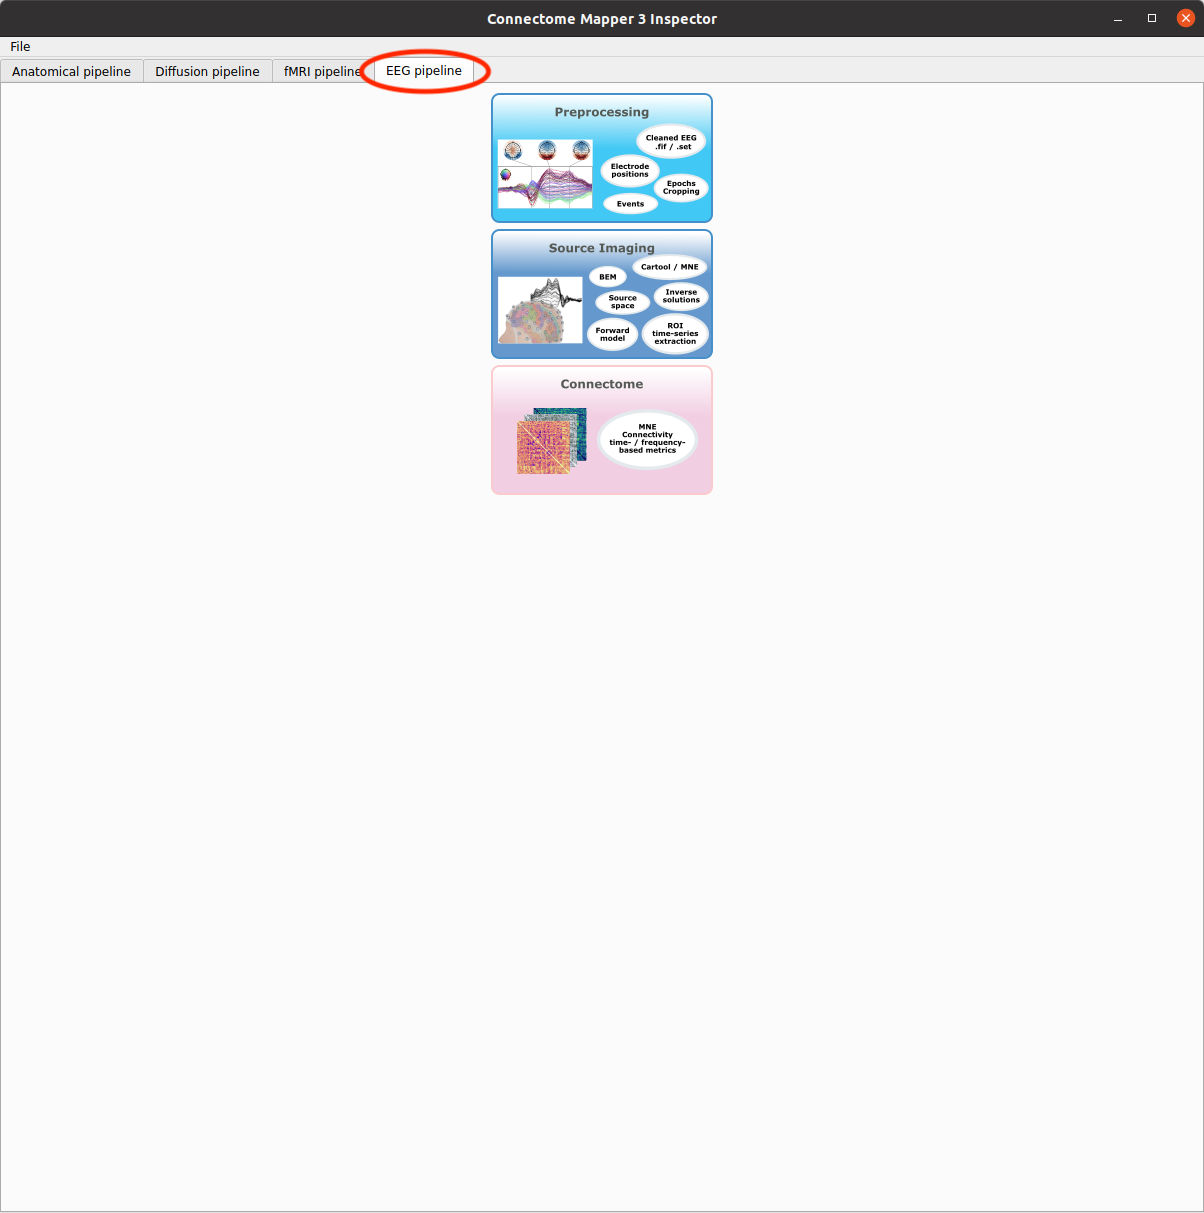 Connectome Mapper 3 Inspector
File
Anatomical pipeline
Diffusion pipeline
fMRI pipeline
EEG pipeline
Preprocessing
Cleaned EEG
.fif / .set
Electrode
positions
Epochs
Cropping
Events
Source Imaging
Cartool / MNE
BEM
Inverse
solutions
Source
space
Forward
model
ROI
time-series
extraction
Connectome
MNE
Connectivity
time- / frequency-
based metrics